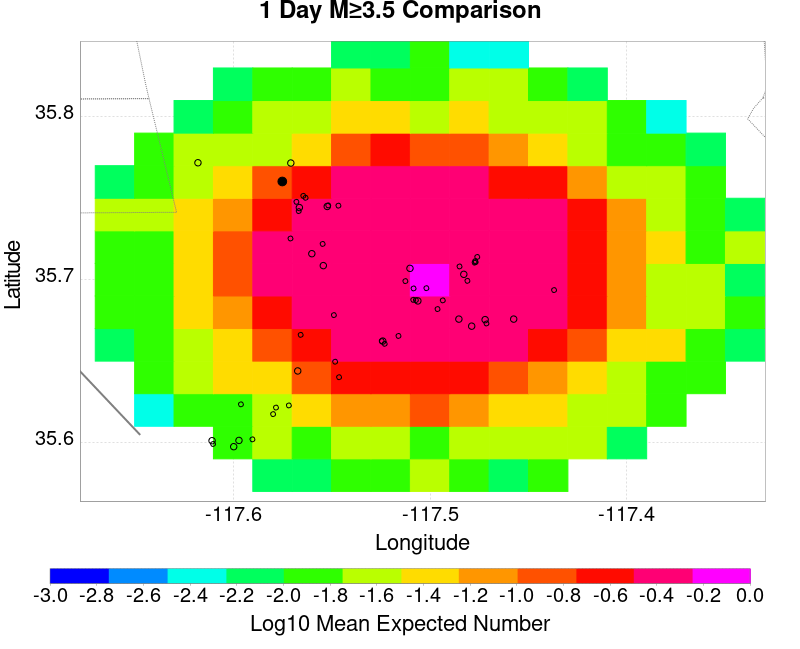 1 Day M≥3.5 Comparison
35.8
35.7
35.6
Latitude
-117.6 -117.5 -117.4
Longitude
-3.0 -2.8 -2.6 -2.4 -2.2 -2.0 -1.8 -1.6 -1.4 -1.2 -1.0 -0.8 -0.6 -0.4 -0.2 0.0
Log10 Mean Expected Number